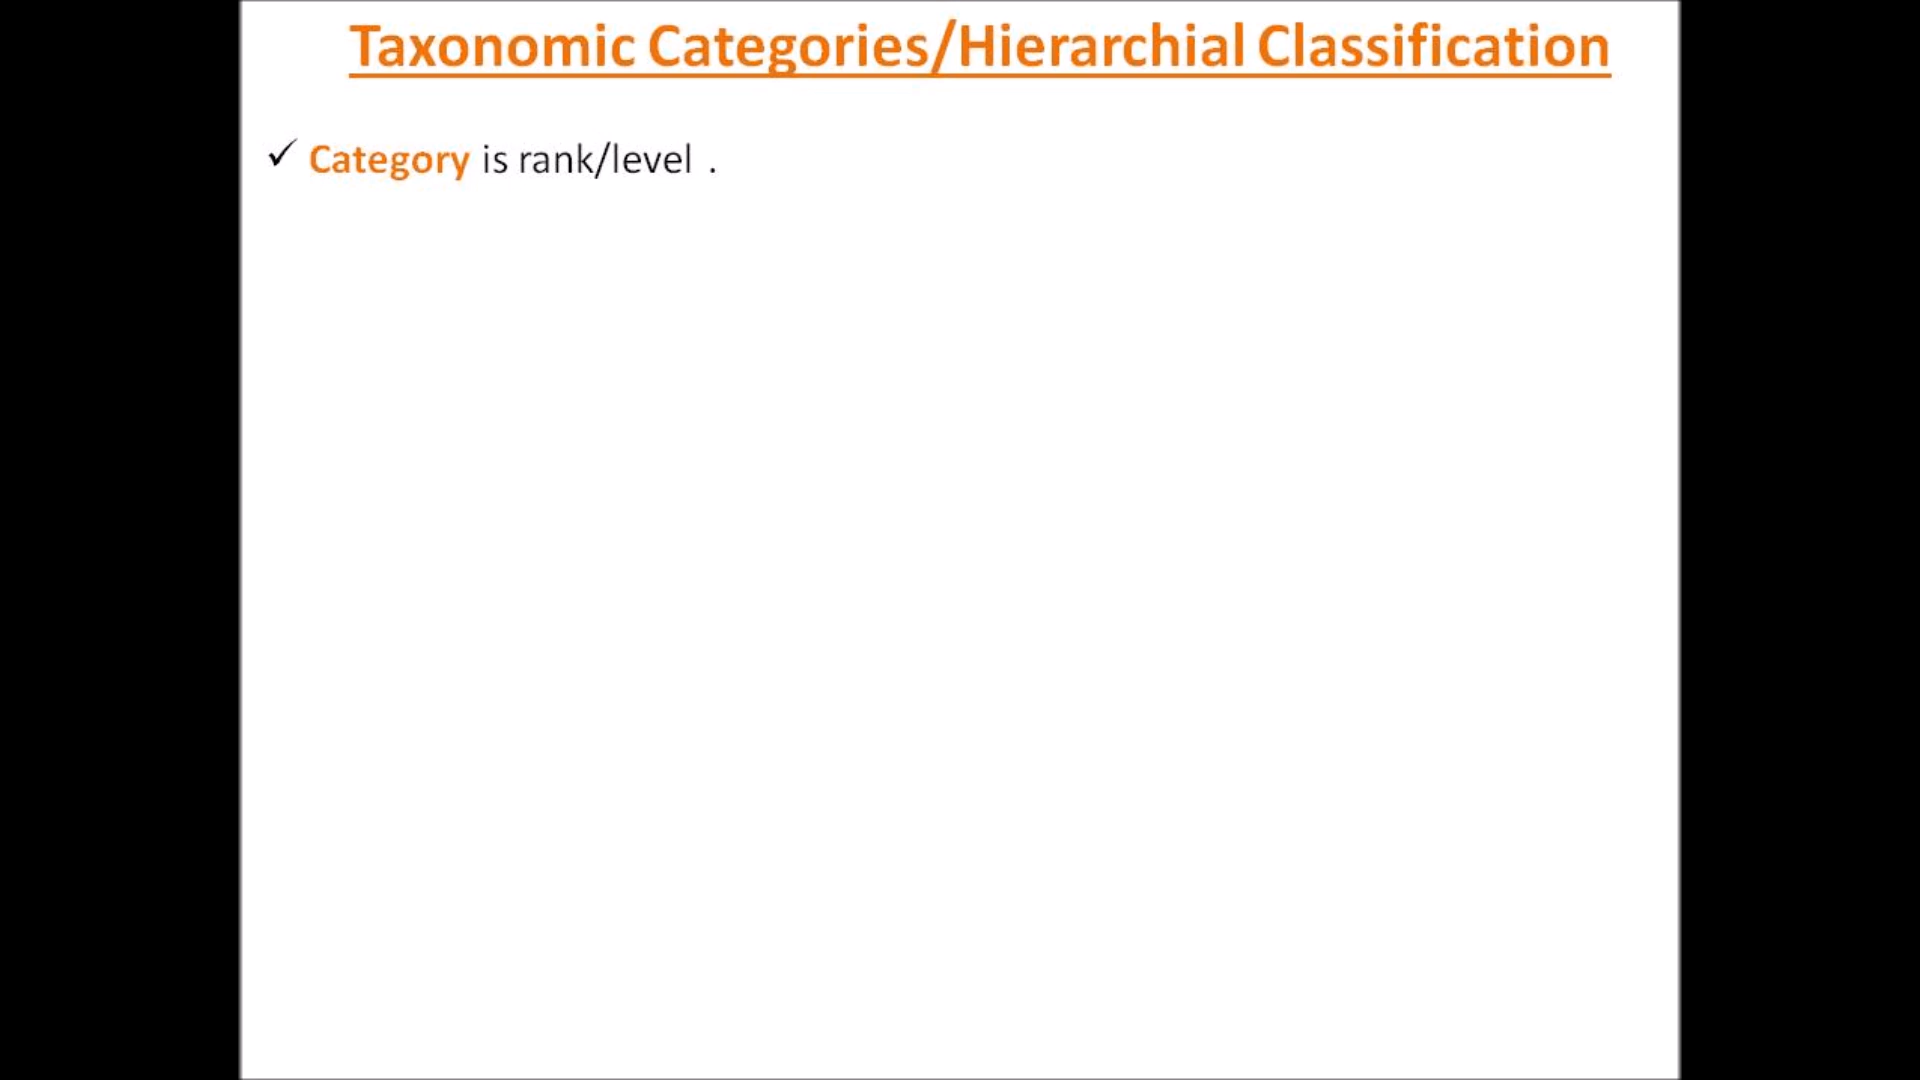 Taxonomic Categories/Hierarchial Classification
✓ Category is rank/level .